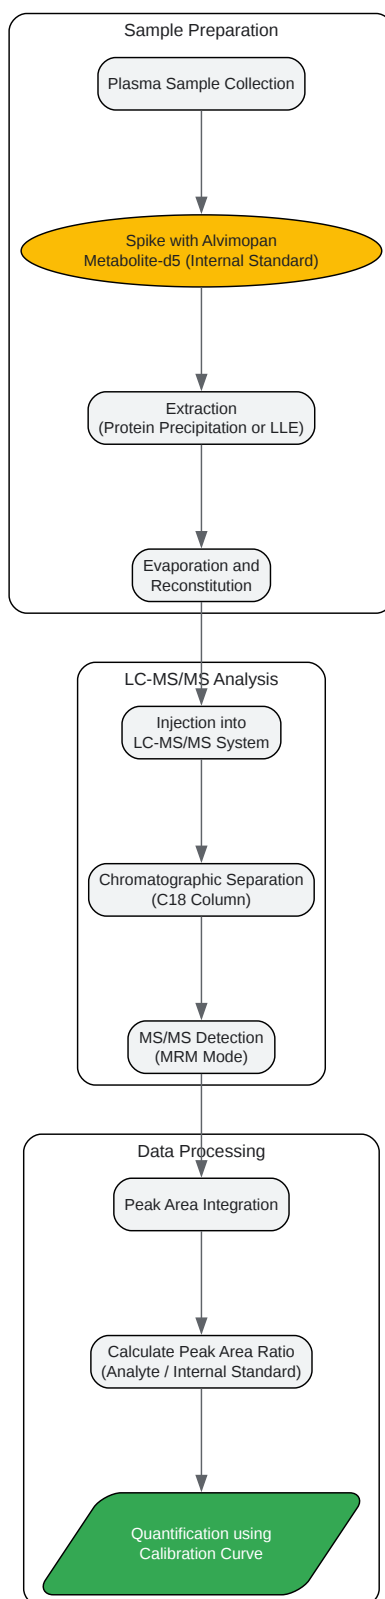 Sample Preparation
Plasma Sample Collection
Spike with Alvimopan
Metabolite-d5 (Internal Standard)
Extraction
(Protein Precipitation or LLE)
Evaporation and
Reconstitution
LC-MS/MS Analysis
Injection into
LC-MS/MS System
Chromatographic Separation
(C18 Column)
MS/MS Detection
(MRM Mode)
Data Processing
Peak Area Integration
Calculate Peak Area Ratio
(Analyte / Internal Standard)
Quantification using
Calibration Curve